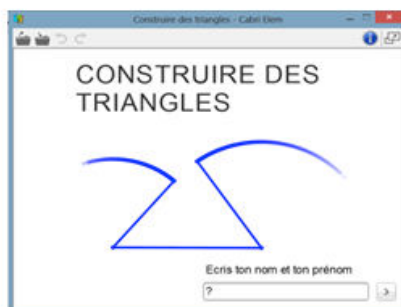 Construire des triangles - Cabri Elem
CONSTRUIRE DES
TRIANGLES
Ecris ton nom et ton prénom
?